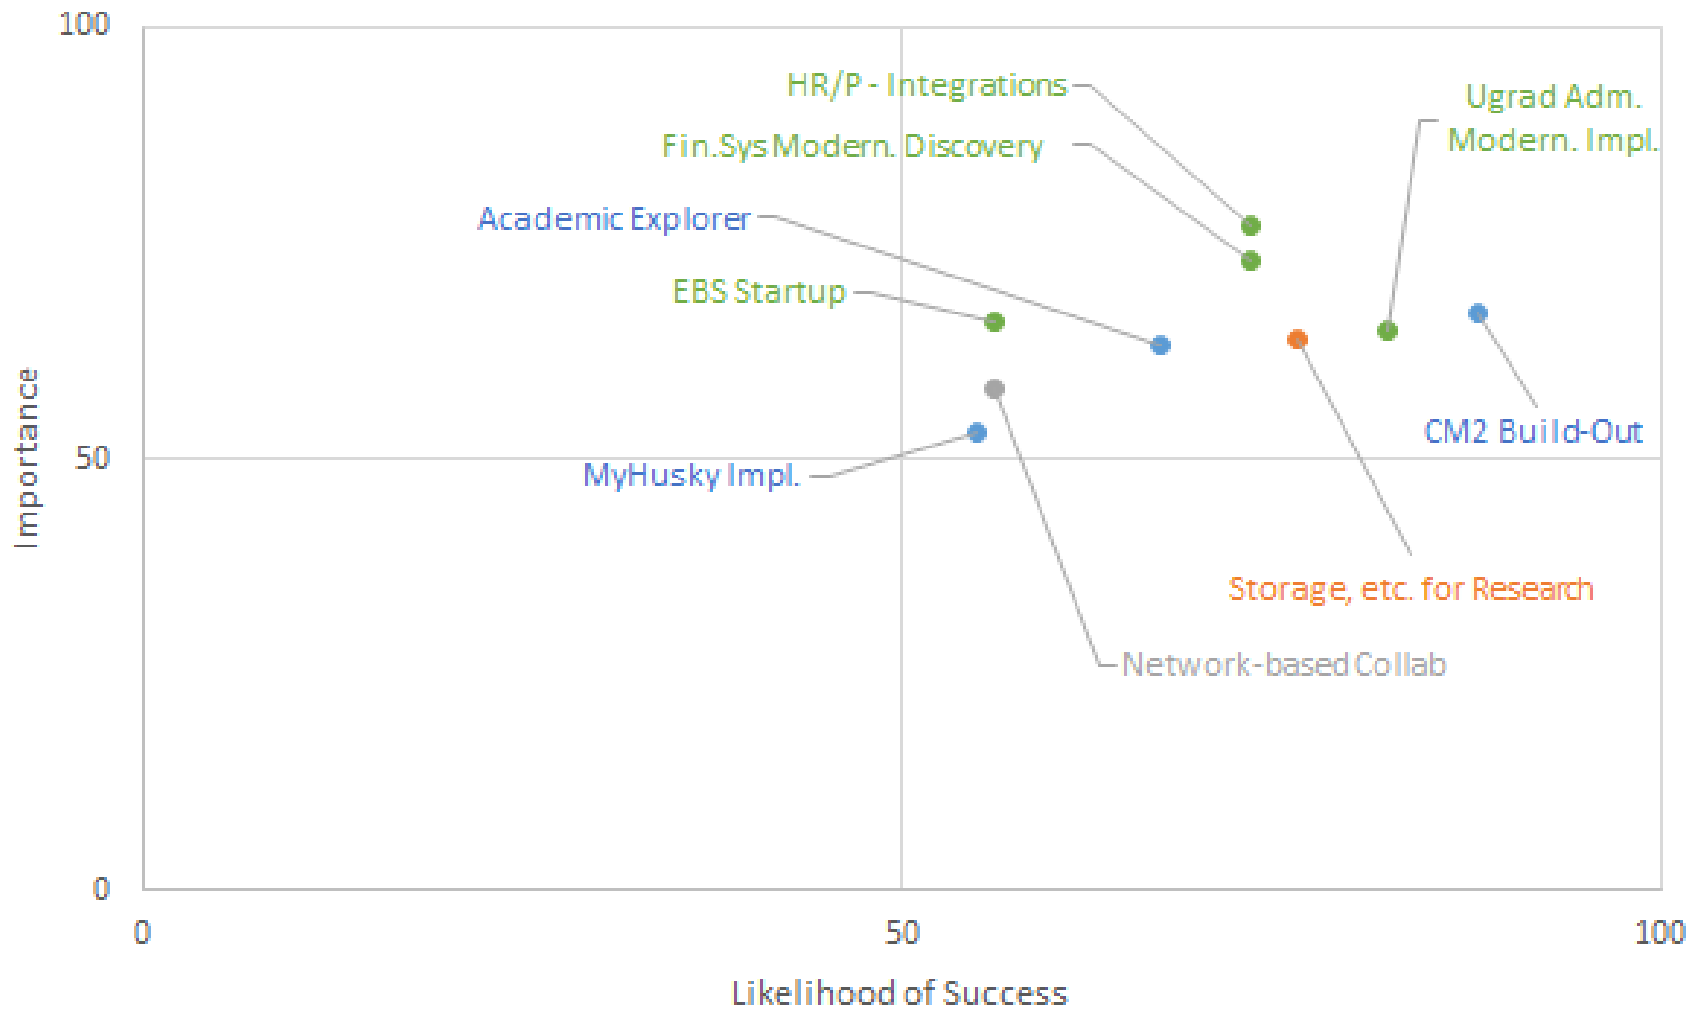 100
HR/P - Integrations
Ugrad Adm.
Modern. Impl.
Fin.Sys Modern. Discovery
Academic Explorer
EBS Startup
CM2 Build-Out
Importance
50
MyHusky Impl.
Storage, etc. for Research
Network-based Collab
0
0
50
100
Likelihood of Success